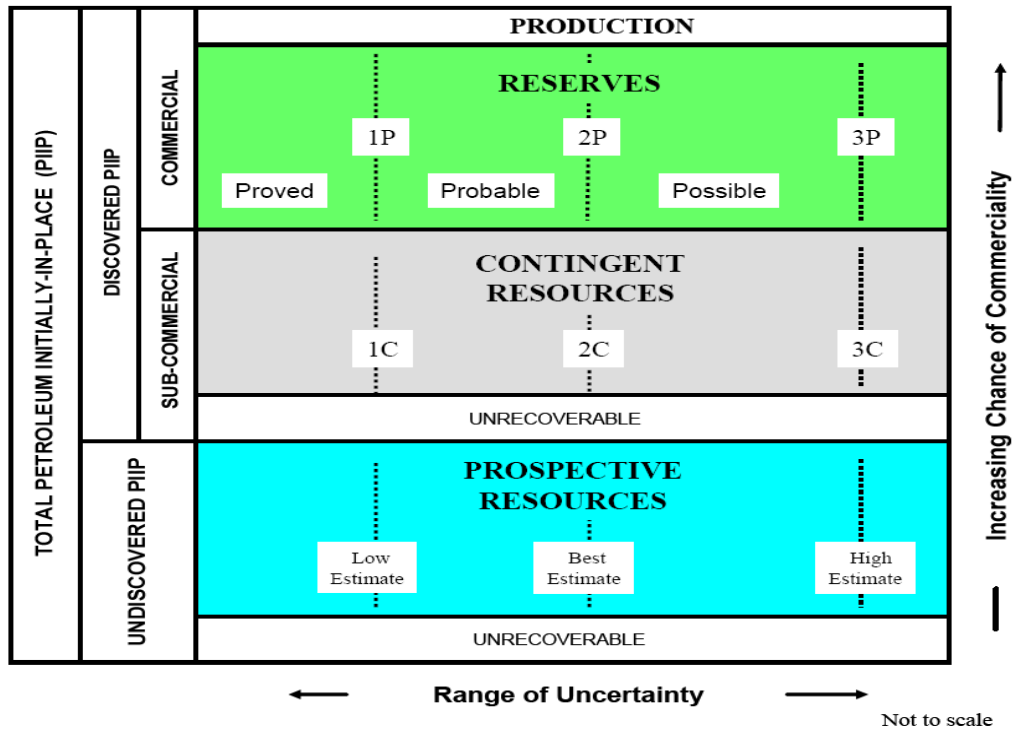 PRODUCTION
RESERVES
1P
2P
3P
Proved
Probable
Possible
CONTINGENT
RESOURCES
1C
2C
3C
UNRECOVERABLE
PROSPECTIVE
RESOURCES
Low
Estimate
Best
Estimate
High
Estimate
UNRECOVERABLE
TOTAL PETROLEUM INITIALLY-IN-PLACE (PIIP)
DISCOVERED PIIP
UNDISCOVERED PIIP
COMMERCIAL
SUB-COMMERCIAL
Increasing Chance of Commerciality
Range of Uncertainty
Not to scale